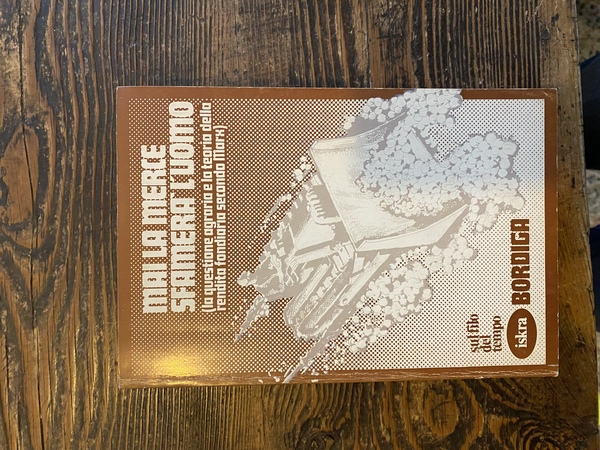 MAI LA MERCE
SFAMERÀ L'UOMO
(la questione agraria e la teoria della
rendita fondiaria secondo Marx)
sul filo
del
tempo
iskra
BORDIGA